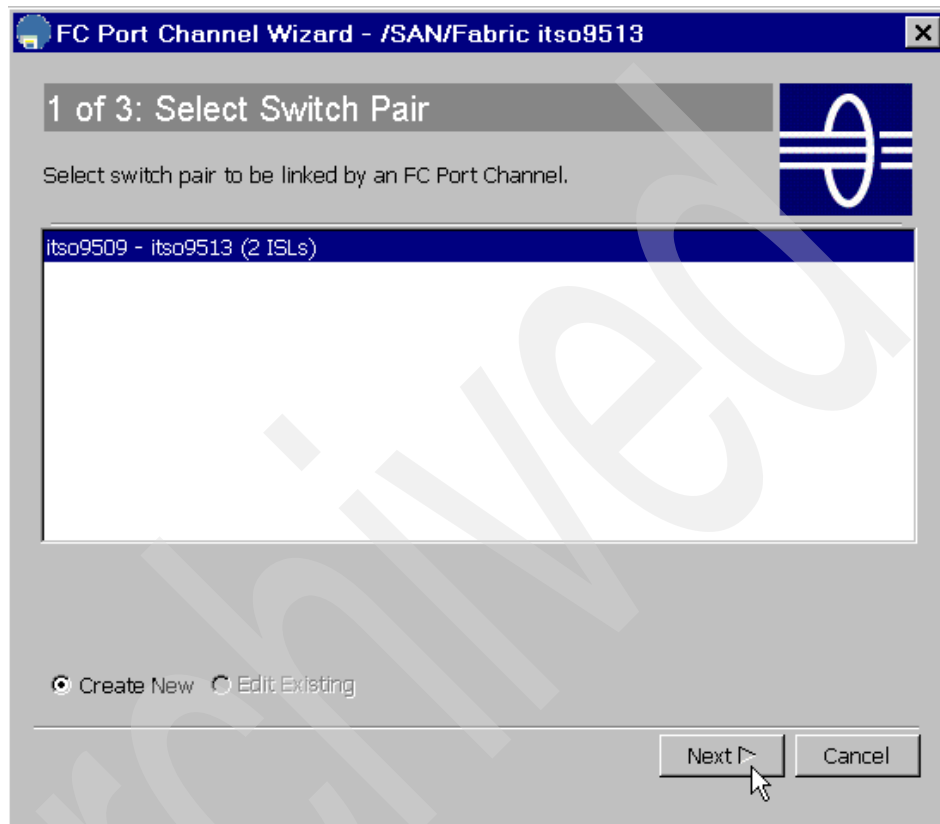 FC Port Channel Wizard - /SAN/Fabric itso9513
1 of 3: Select Switch Pair
Select switch pair to be linked by an FC Port Channel.
itso9509 - itso9513 (2 ISLs)
Create New Edit Existing
Next Cancel
Archived